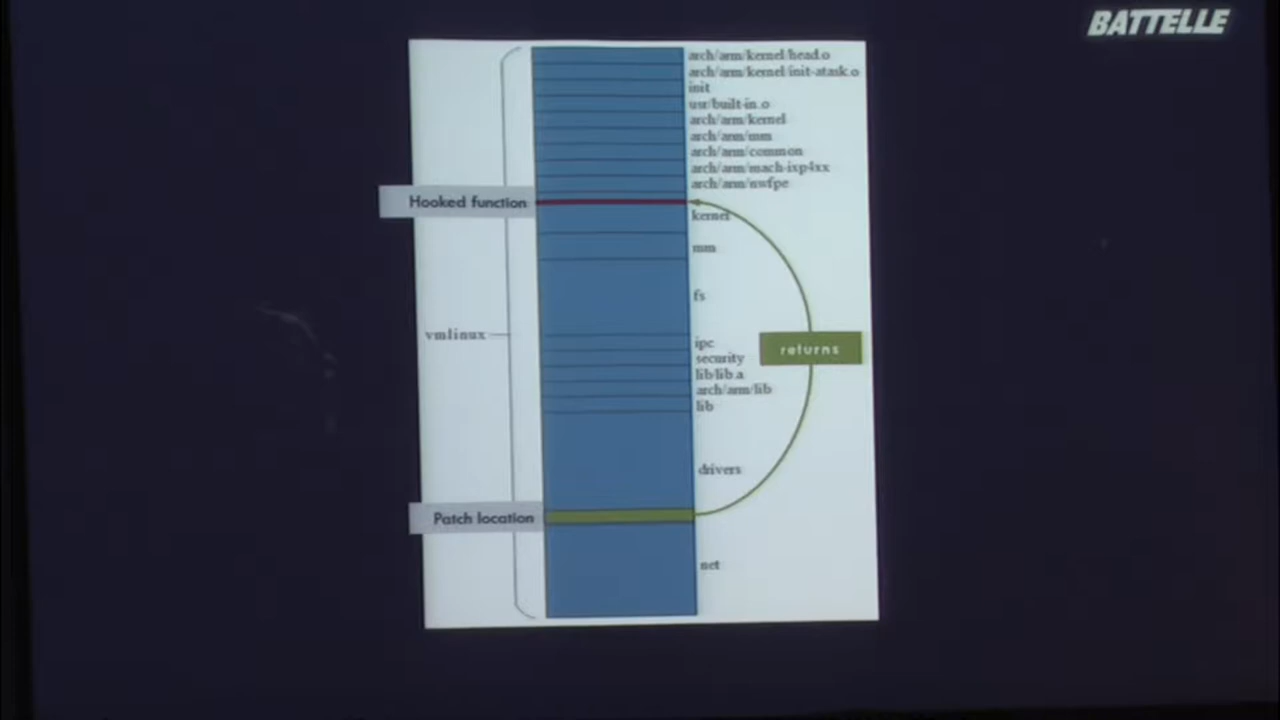 BATTELLE
arch/arm/kernel/head.o
arch/arm/kernel/init-atask.o
init
usr/built-in.o
arch/arm/kernel
arch/arm/mm
arch/arm/common
arch/arm/mach-ixp4xx
arch/arm/nwfpe
Hooked function
kernel
mm
fs
vmlinux
ipc
returns
security
lib/lib.a
arch/arm/lib
lib
drivers
Patch location
net